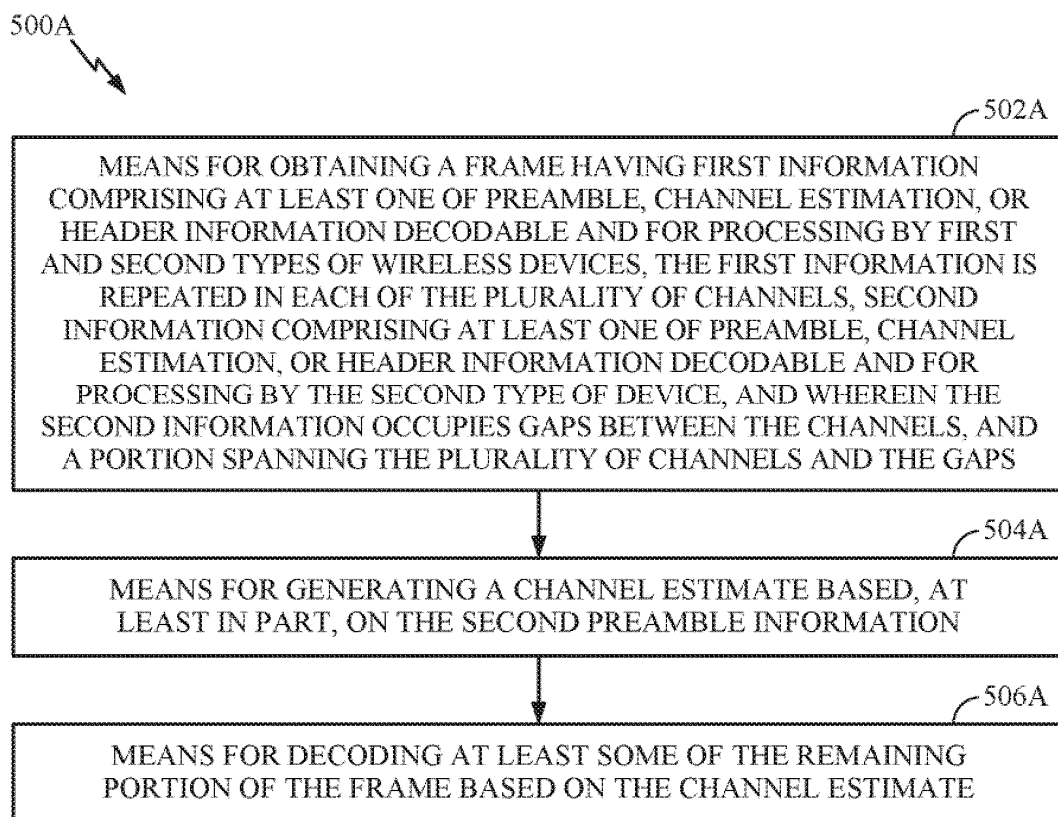 500A
502A
MEANS FOR OBTAINING A FRAME HAVING FIRST INFORMATION
COMPRISING AT LEAST ONE OF PREAMBLE, CHANNEL ESTIMATION, OR
HEADER INFORMATION DECODABLE AND FOR PROCESSING BY FIRST
AND SECOND TYPES OF WIRELESS DEVICES, THE FIRST INFORMATION IS
REPEATED IN EACH OF THE PLURALITY OF CHANNELS, SECOND
INFORMATION COMPRISING AT LEAST ONE OF PREAMBLE, CHANNEL
ESTIMATION, OR HEADER INFORMATION DECODABLE AND FOR
PROCESSING BY THE SECOND TYPE OF DEVICE, AND WHEREIN THE
SECOND INFORMATION OCCUPIES GAPS BETWEEN THE CHANNELS, AND
A PORTION SPANNING THE PLURALITY OF CHANNELS AND THE GAPS
504A
MEANS FOR GENERATING A CHANNEL ESTIMATE BASED, AT
LEAST IN PART, ON THE SECOND PREAMBLE INFORMATION
506A
MEANS FOR DECODING AT LEAST SOME OF THE REMAINING
PORTION OF THE FRAME BASED ON THE CHANNEL ESTIMATE